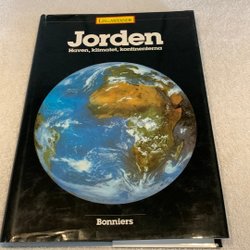 Jorden
Haven, klimatet, kontinenterna
Bonniers